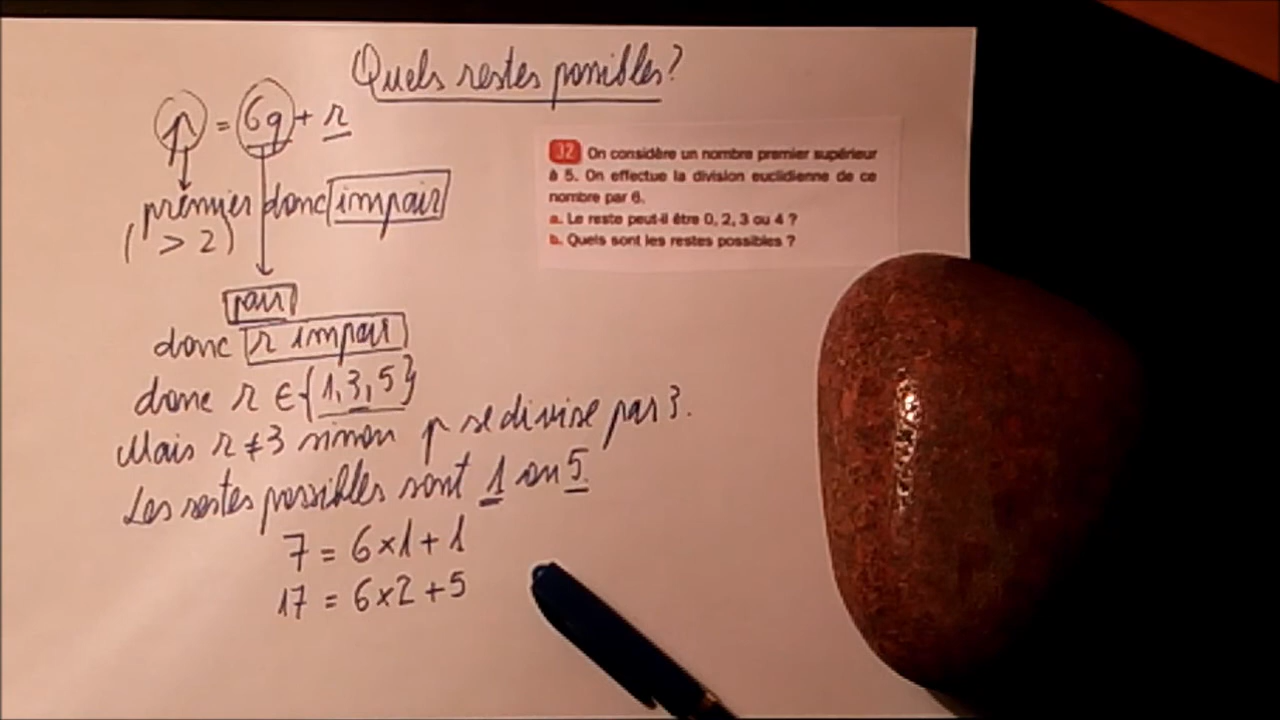 Quels restes possibles ?
p = 6q + r
premier donc impair
( > 2)
pair
donc r impair
donc r ∈ {1, 3, 5}
Mais r ≠ 3 sinon p se divise par 3.
Les restes possibles sont 1 ou 5.
7 = 6 × 1 + 1
17 = 6 × 2 + 5
32 On considère un nombre premier supérieur
à 5. On effectue la division euclidienne de ce
nombre par 6.
a. Le reste peut-il être 0, 2, 3 ou 4 ?
b. Quels sont les restes possibles ?